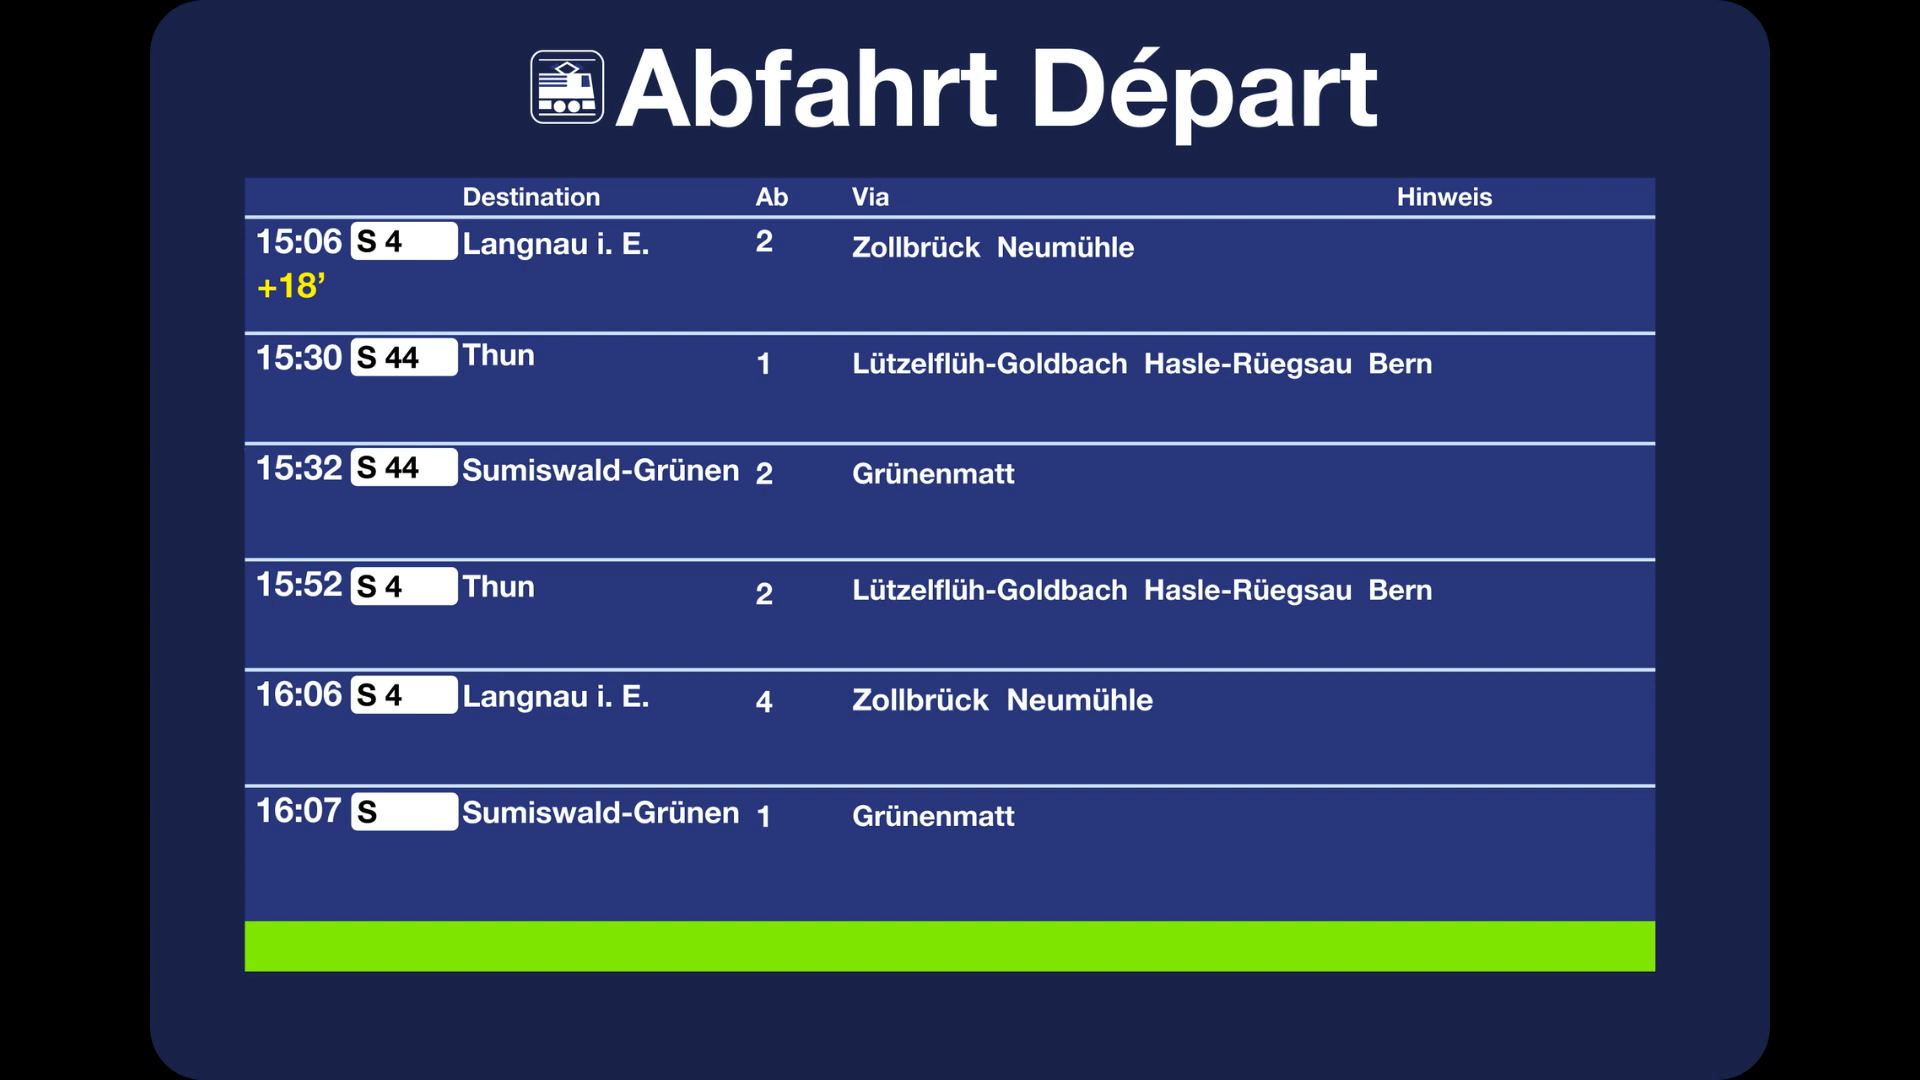 Abfahrt Départ
Destination Ab Via Hinweis
15:06 S 4 Langnau i. E. 2 Zollbrück Neumühle
+18’
15:30 S 44 Thun 1 Lützelflüh-Goldbach Hasle-Rüegsau Bern
15:32 S 44 Sumiswald-Grünen 2 Grünenmatt
15:52 S 4 Thun 2 Lützelflüh-Goldbach Hasle-Rüegsau Bern
16:06 S 4 Langnau i. E. 4 Zollbrück Neumühle
16:07 S Sumiswald-Grünen 1 Grünenmatt